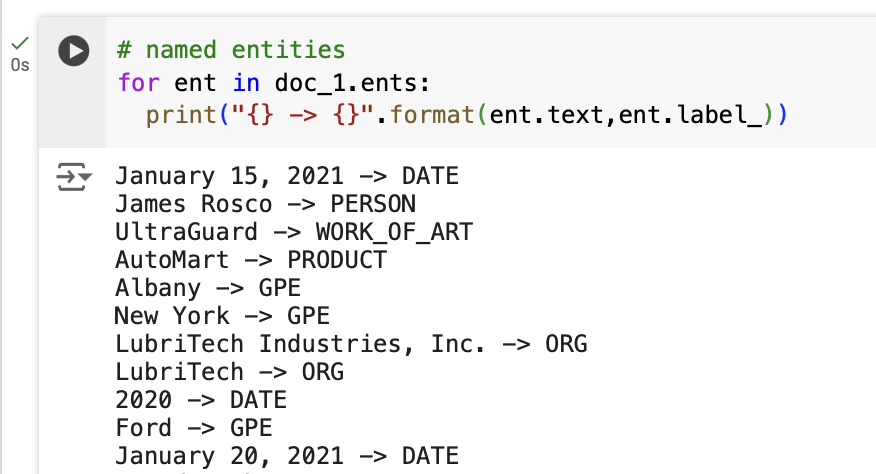 0s
# named entities
for ent in doc_1.ents:
  print("{} -> {}".format(ent.text,ent.label_))
January 15, 2021 -> DATE
James Rosco -> PERSON
UltraGuard -> WORK_OF_ART
AutoMart -> PRODUCT
Albany -> GPE
New York -> GPE
LubriTech Industries, Inc. -> ORG
LubriTech -> ORG
2020 -> DATE
Ford -> GPE
January 20, 2021 -> DATE